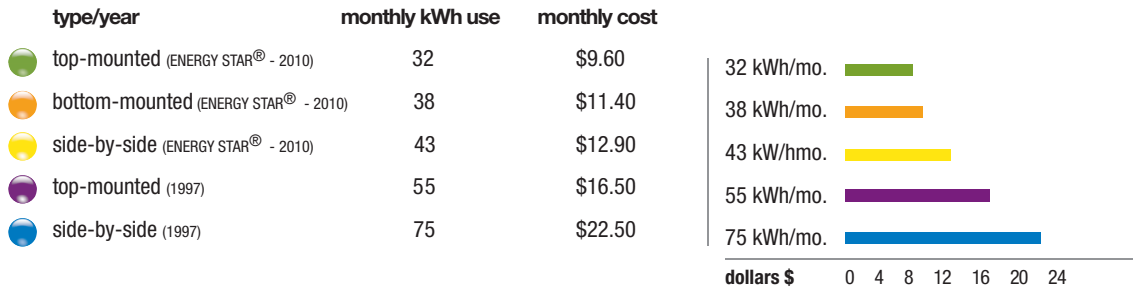 type/year monthly kWh use monthly cost
top-mounted (ENERGY STAR® - 2010) 32 $9.60
bottom-mounted (ENERGY STAR® - 2010) 38 $11.40
side-by-side (ENERGY STAR® - 2010) 43 $12.90
top-mounted (1997) 55 $16.50
side-by-side (1997) 75 $22.50
32 kWh/mo.
38 kWh/mo.
43 kW/hmo.
55 kWh/mo.
75 kWh/mo.
dollars $ 0 4 8 12 16 20 24